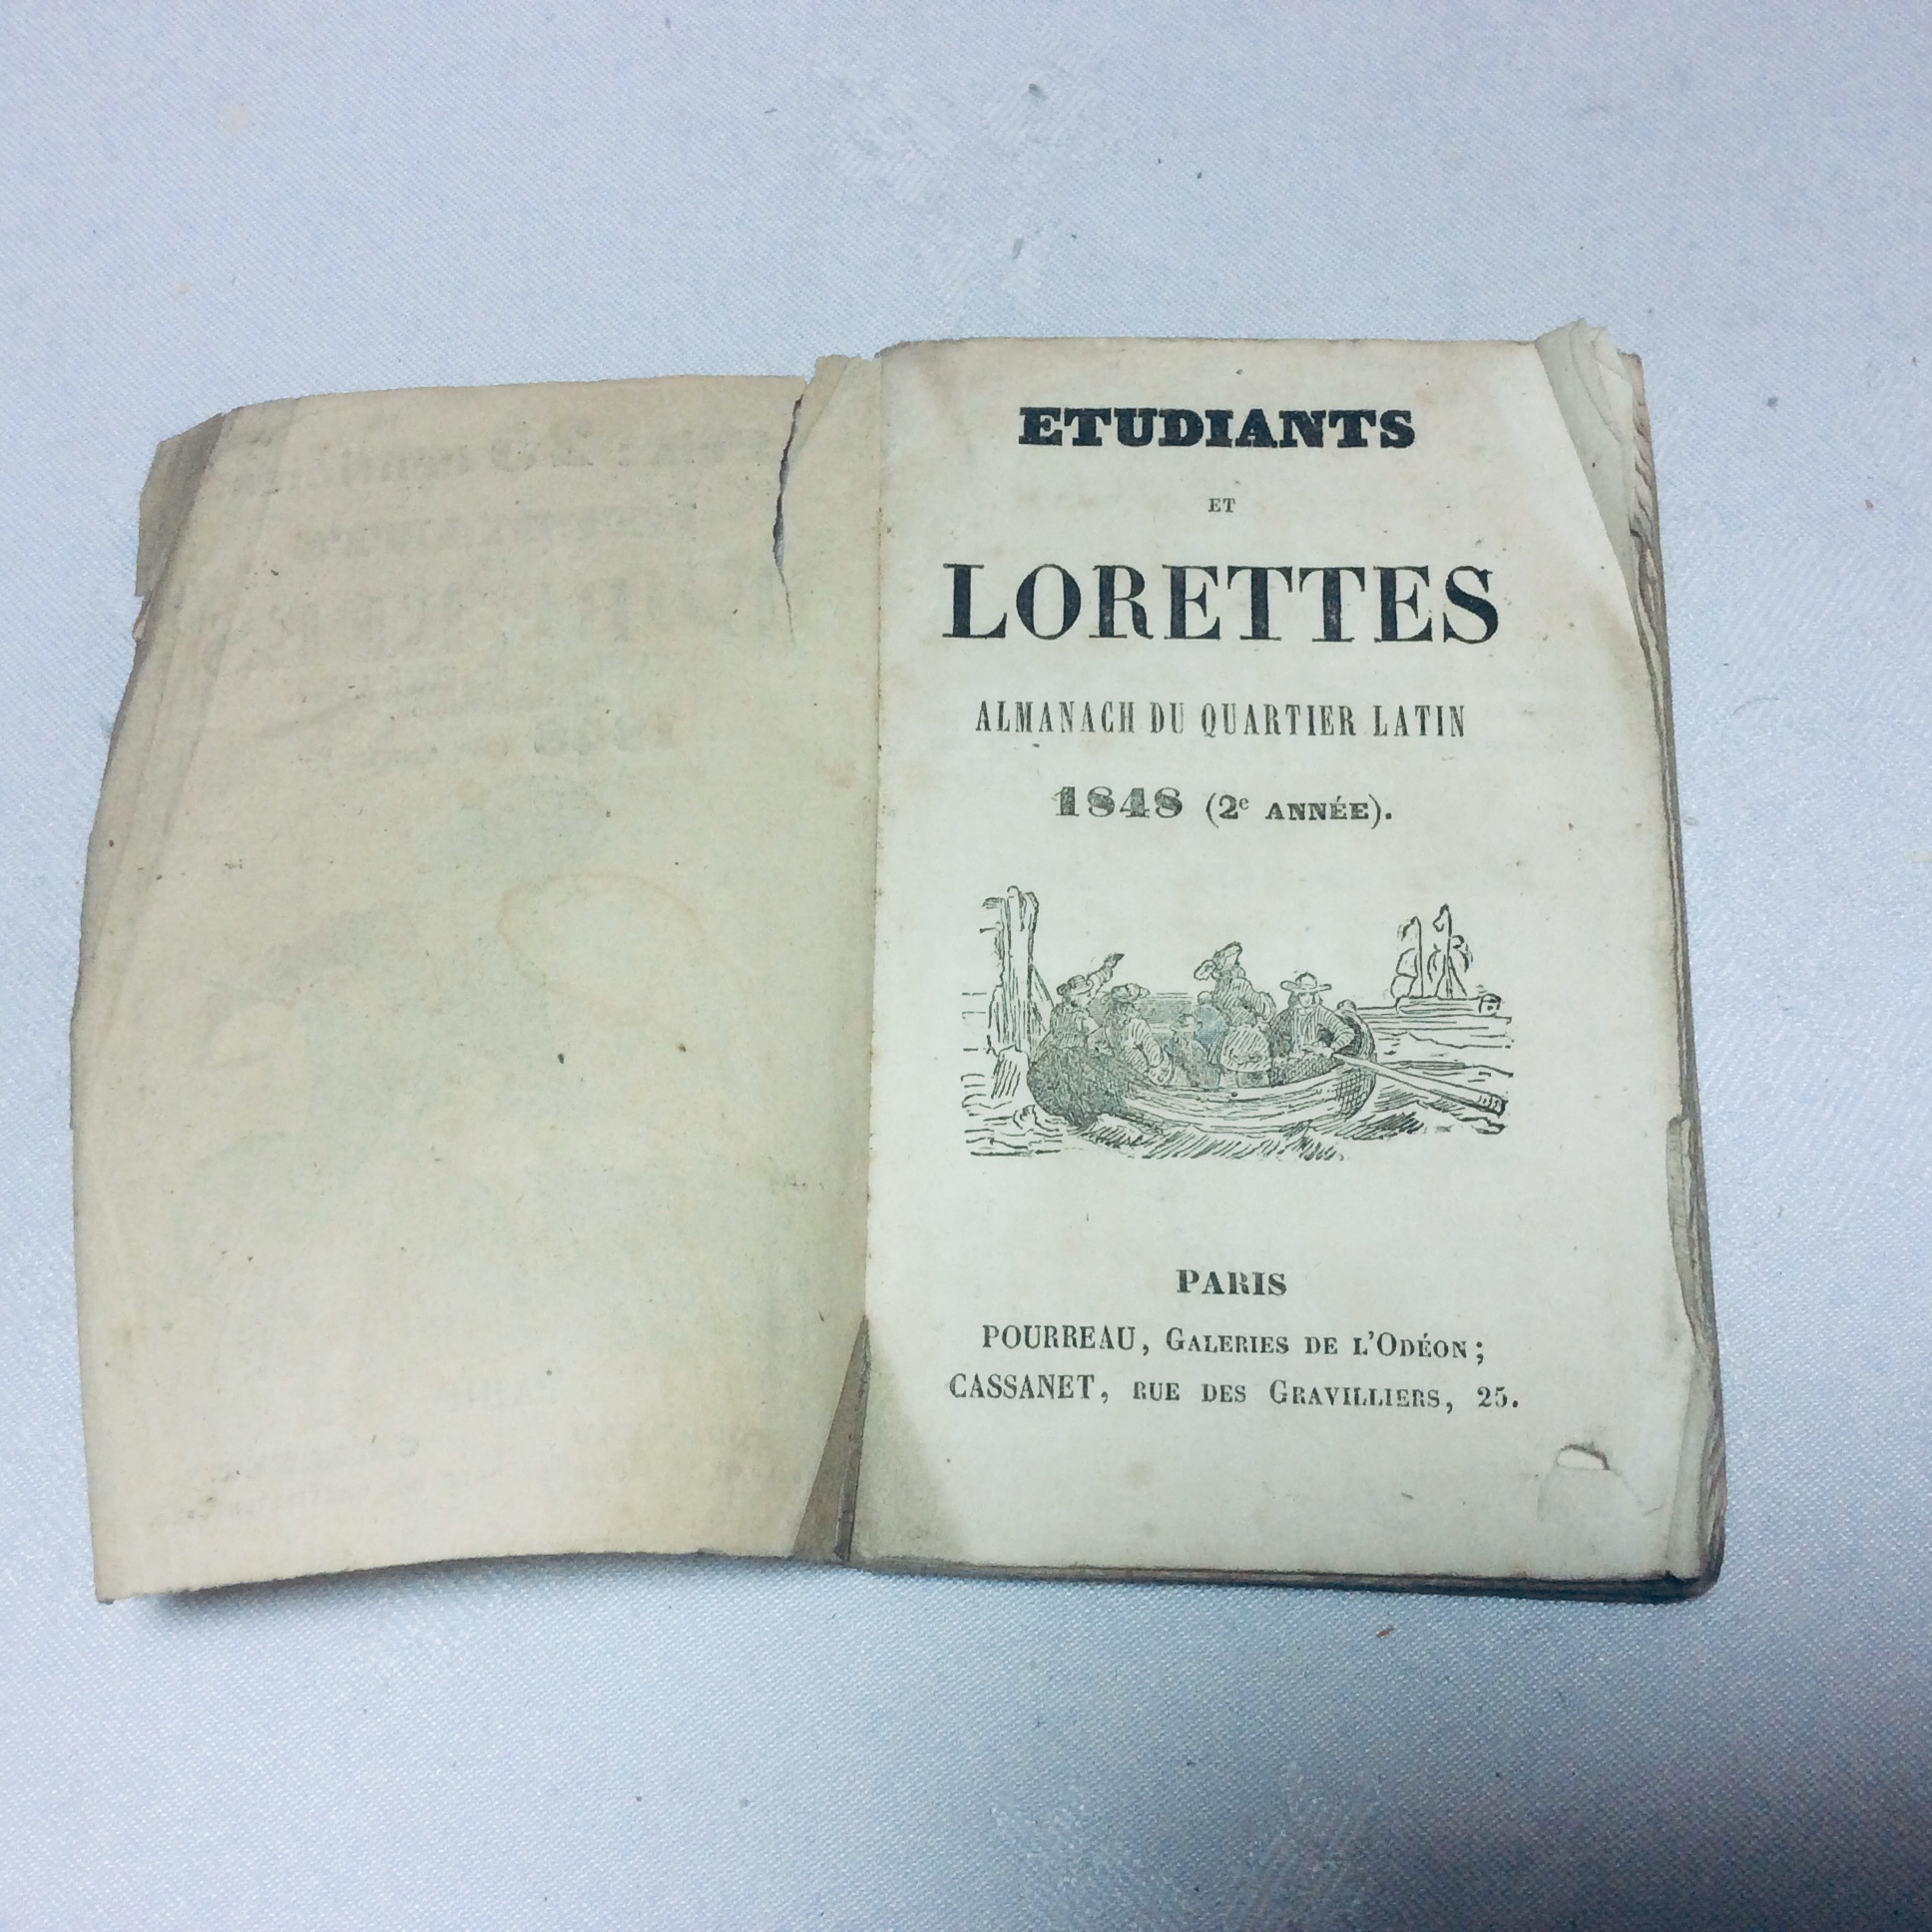 ETUDIANTS
ET
LORETTES
ALMANACH DU QUARTIER LATIN
1848 (2e ANNÉE).
PARIS
POURREAU, GALERIES DE L'ODÉON;
CASSANET, RUE DES GRAVILLIERS, 25.